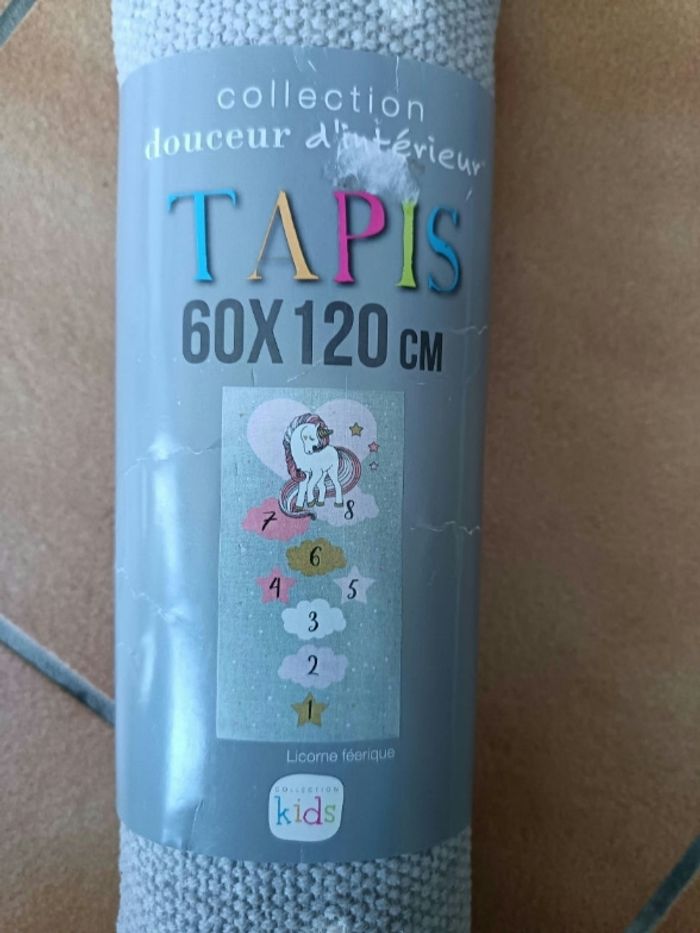 collection
douceur d'intérieur
TAPIS
60X120 CM
7 8
6
4 5
3
2
1
Licorne féerique
COLLECTION
kids